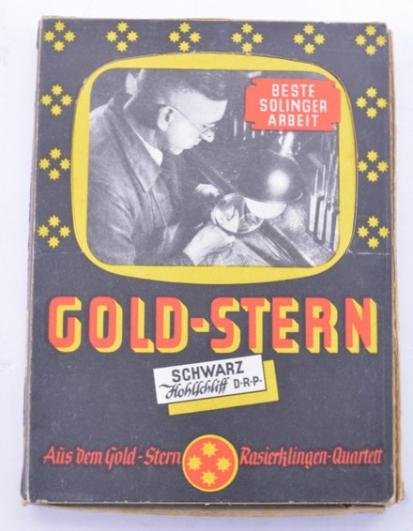 BESTE
SOLINGER
ARBEIT
GOLD-STERN
SCHWARZ
Hohlschliff D·R·P·
Aus dem Gold-Stern Rasierklingen-Quartett